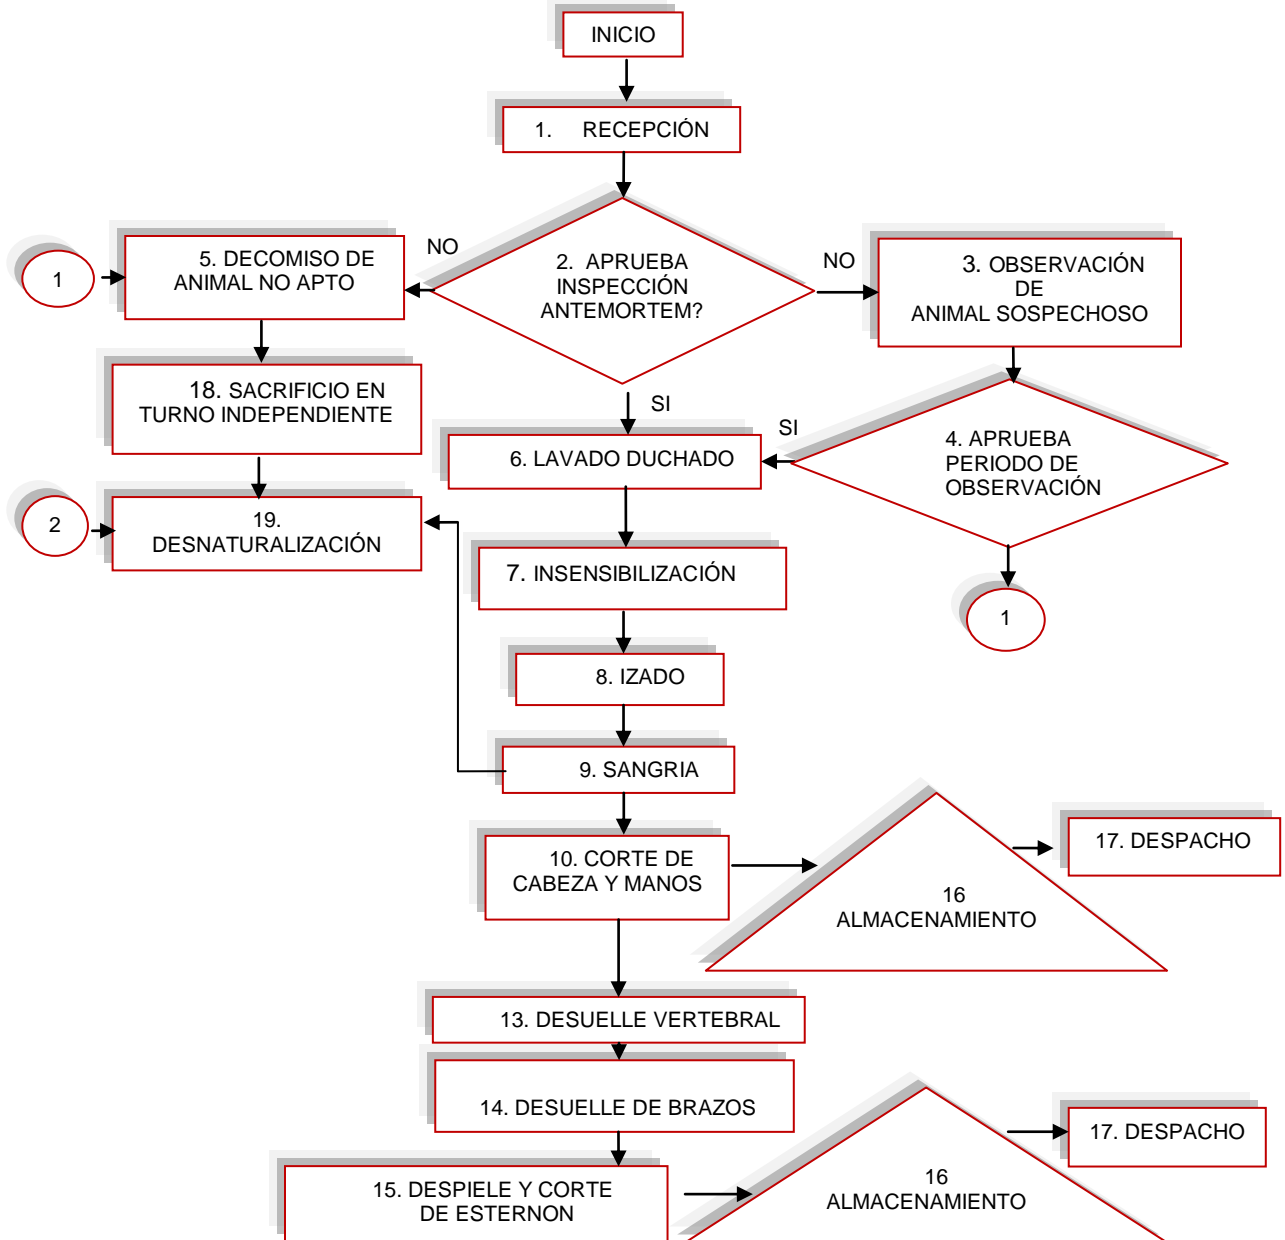 INICIO
1. RECEPCIÓN
NO
5. DECOMISO DE
ANIMAL NO APTO
1
2. APRUEBA
INSPECCIÓN
ANTEMORTEM?
NO
3. OBSERVACIÓN
DE
ANIMAL SOSPECHOSO
18. SACRIFICIO EN
TURNO INDEPENDIENTE
SI
SI
6. LAVADO DUCHADO
4. APRUEBA
PERIODO DE
OBSERVACIÓN
2
19.
DESNATURALIZACIÓN
7. INSENSIBILIZACIÓN
1
8. IZADO
9. SANGRIA
10. CORTE DE
CABEZA Y MANOS
16
ALMACENAMIENTO
17. DESPACHO
13. DESUELLE VERTEBRAL
14. DESUELLE DE BRAZOS
15. DESPIELE Y CORTE
DE ESTERNON
16
ALMACENAMIENTO
17. DESPACHO